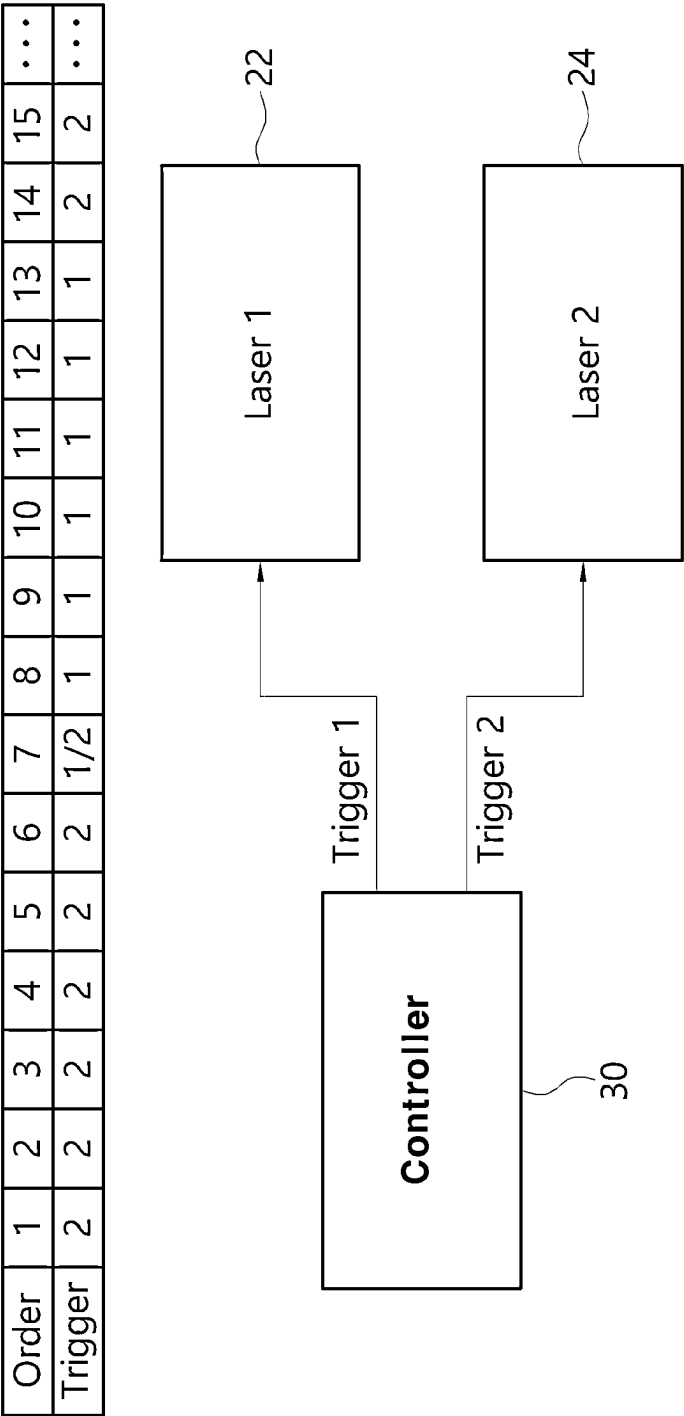 Order 1 2 3 4 5 6 7 8 9 10 11 12 13 14 15 ...
Trigger 2 2 2 2 2 2 1/2 1 1 1 1 1 1 2 2 ...
22
Laser 1
Trigger 1
Controller
30
Trigger 2
Laser 2
24